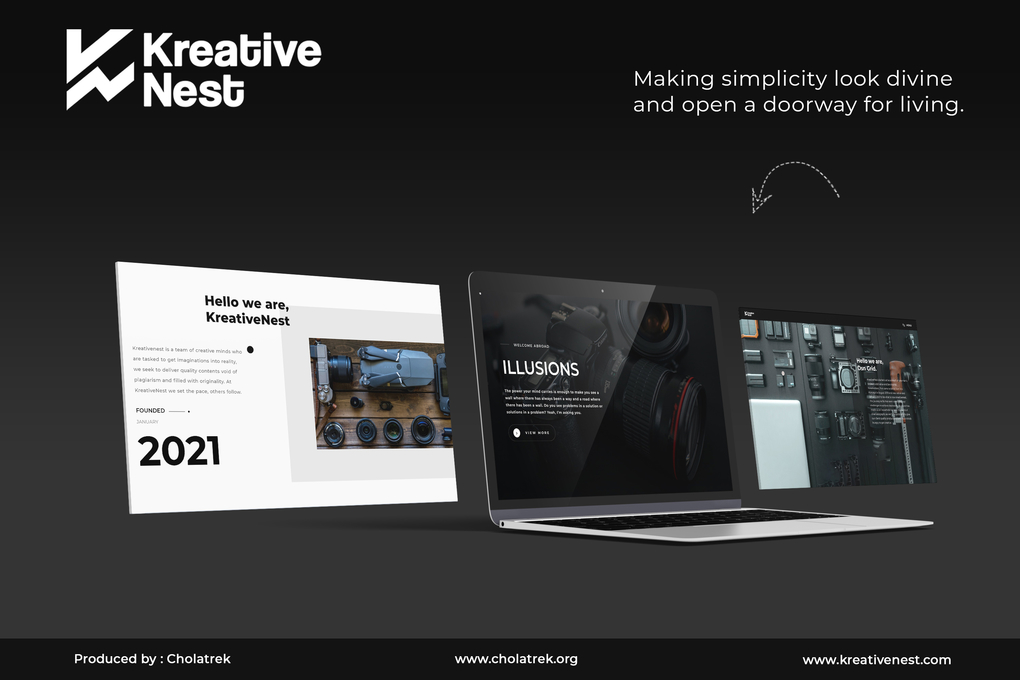 Kreative
Nest
Making simplicity look divine
and open a doorway for living.
Hello we are,
KreativeNest
Kreativenest is a team of creative minds who
are tasked to get imaginations into reality,
we seek to deliver quality contents void of
plagiarism and filled with originality. At
KreativeNest we set the pace, others follow.
FOUNDED
JANUARY
2021
WELCOME ABROAD
ILLUSIONS
The power your mind carries is enough to make you see a
wall where there has always been a way and a road where
there has been a wall. Do you see problems in a solution or
solutions in a problem? Yeah, I'm asking you.
VIEW MORE
Hello we are,
Our Grid.
Produced by : Cholatrek
www.cholatrek.org
www.kreativenest.com